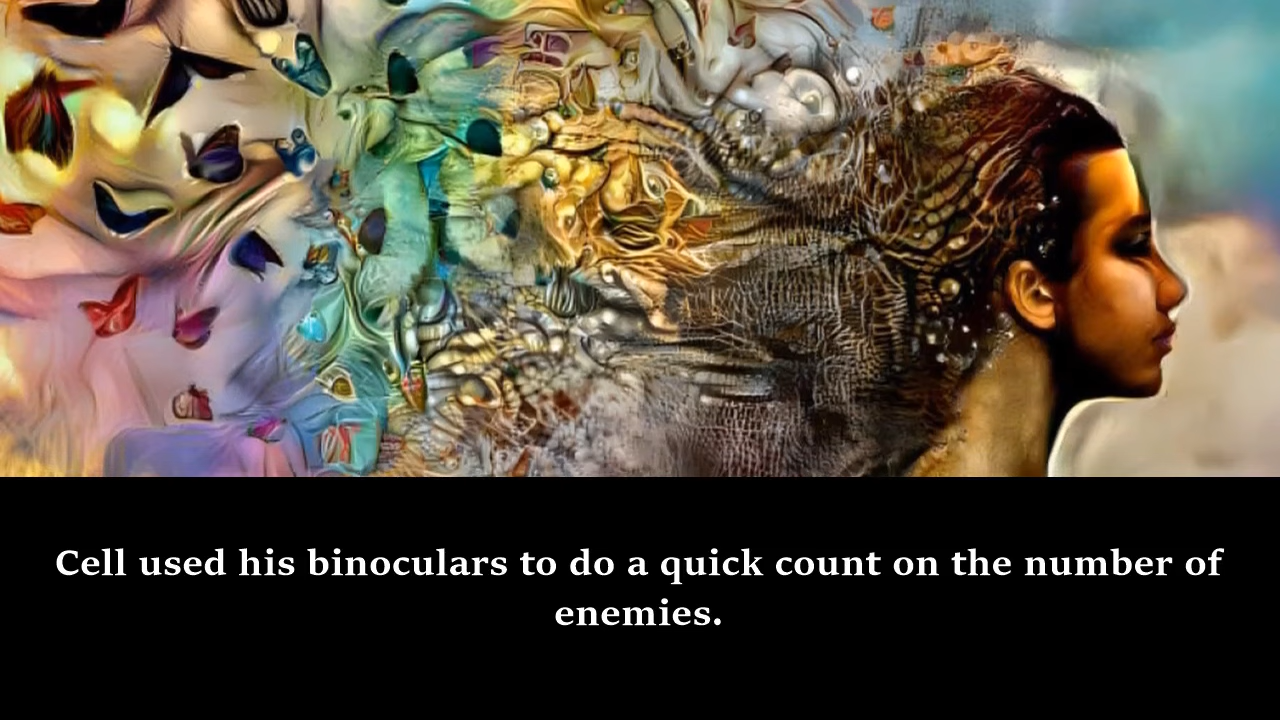 Cell used his binoculars to do a quick count on the number of
enemies.